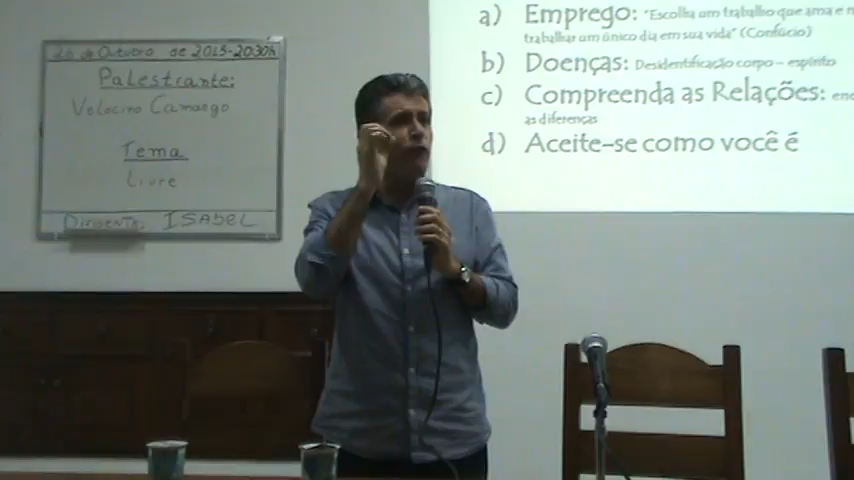 26 de Outubro de 2015-20:30h
Palestrante:
Velocino Camargo
Tema
Livre
Dirigente: ISABEL
a) Emprego: "Escolha um trabalho que ama e n
trabalhar um único dia em sua vida" (Confúcio)
b) Doenças: Desidentificação corpo – espírito
c) Compreenda as Relações: en
as diferenças
d) Aceite-se como você é